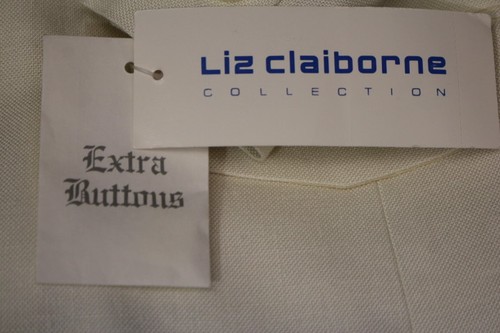 Liz claiborne
COLLECTION
Extra
Buttons